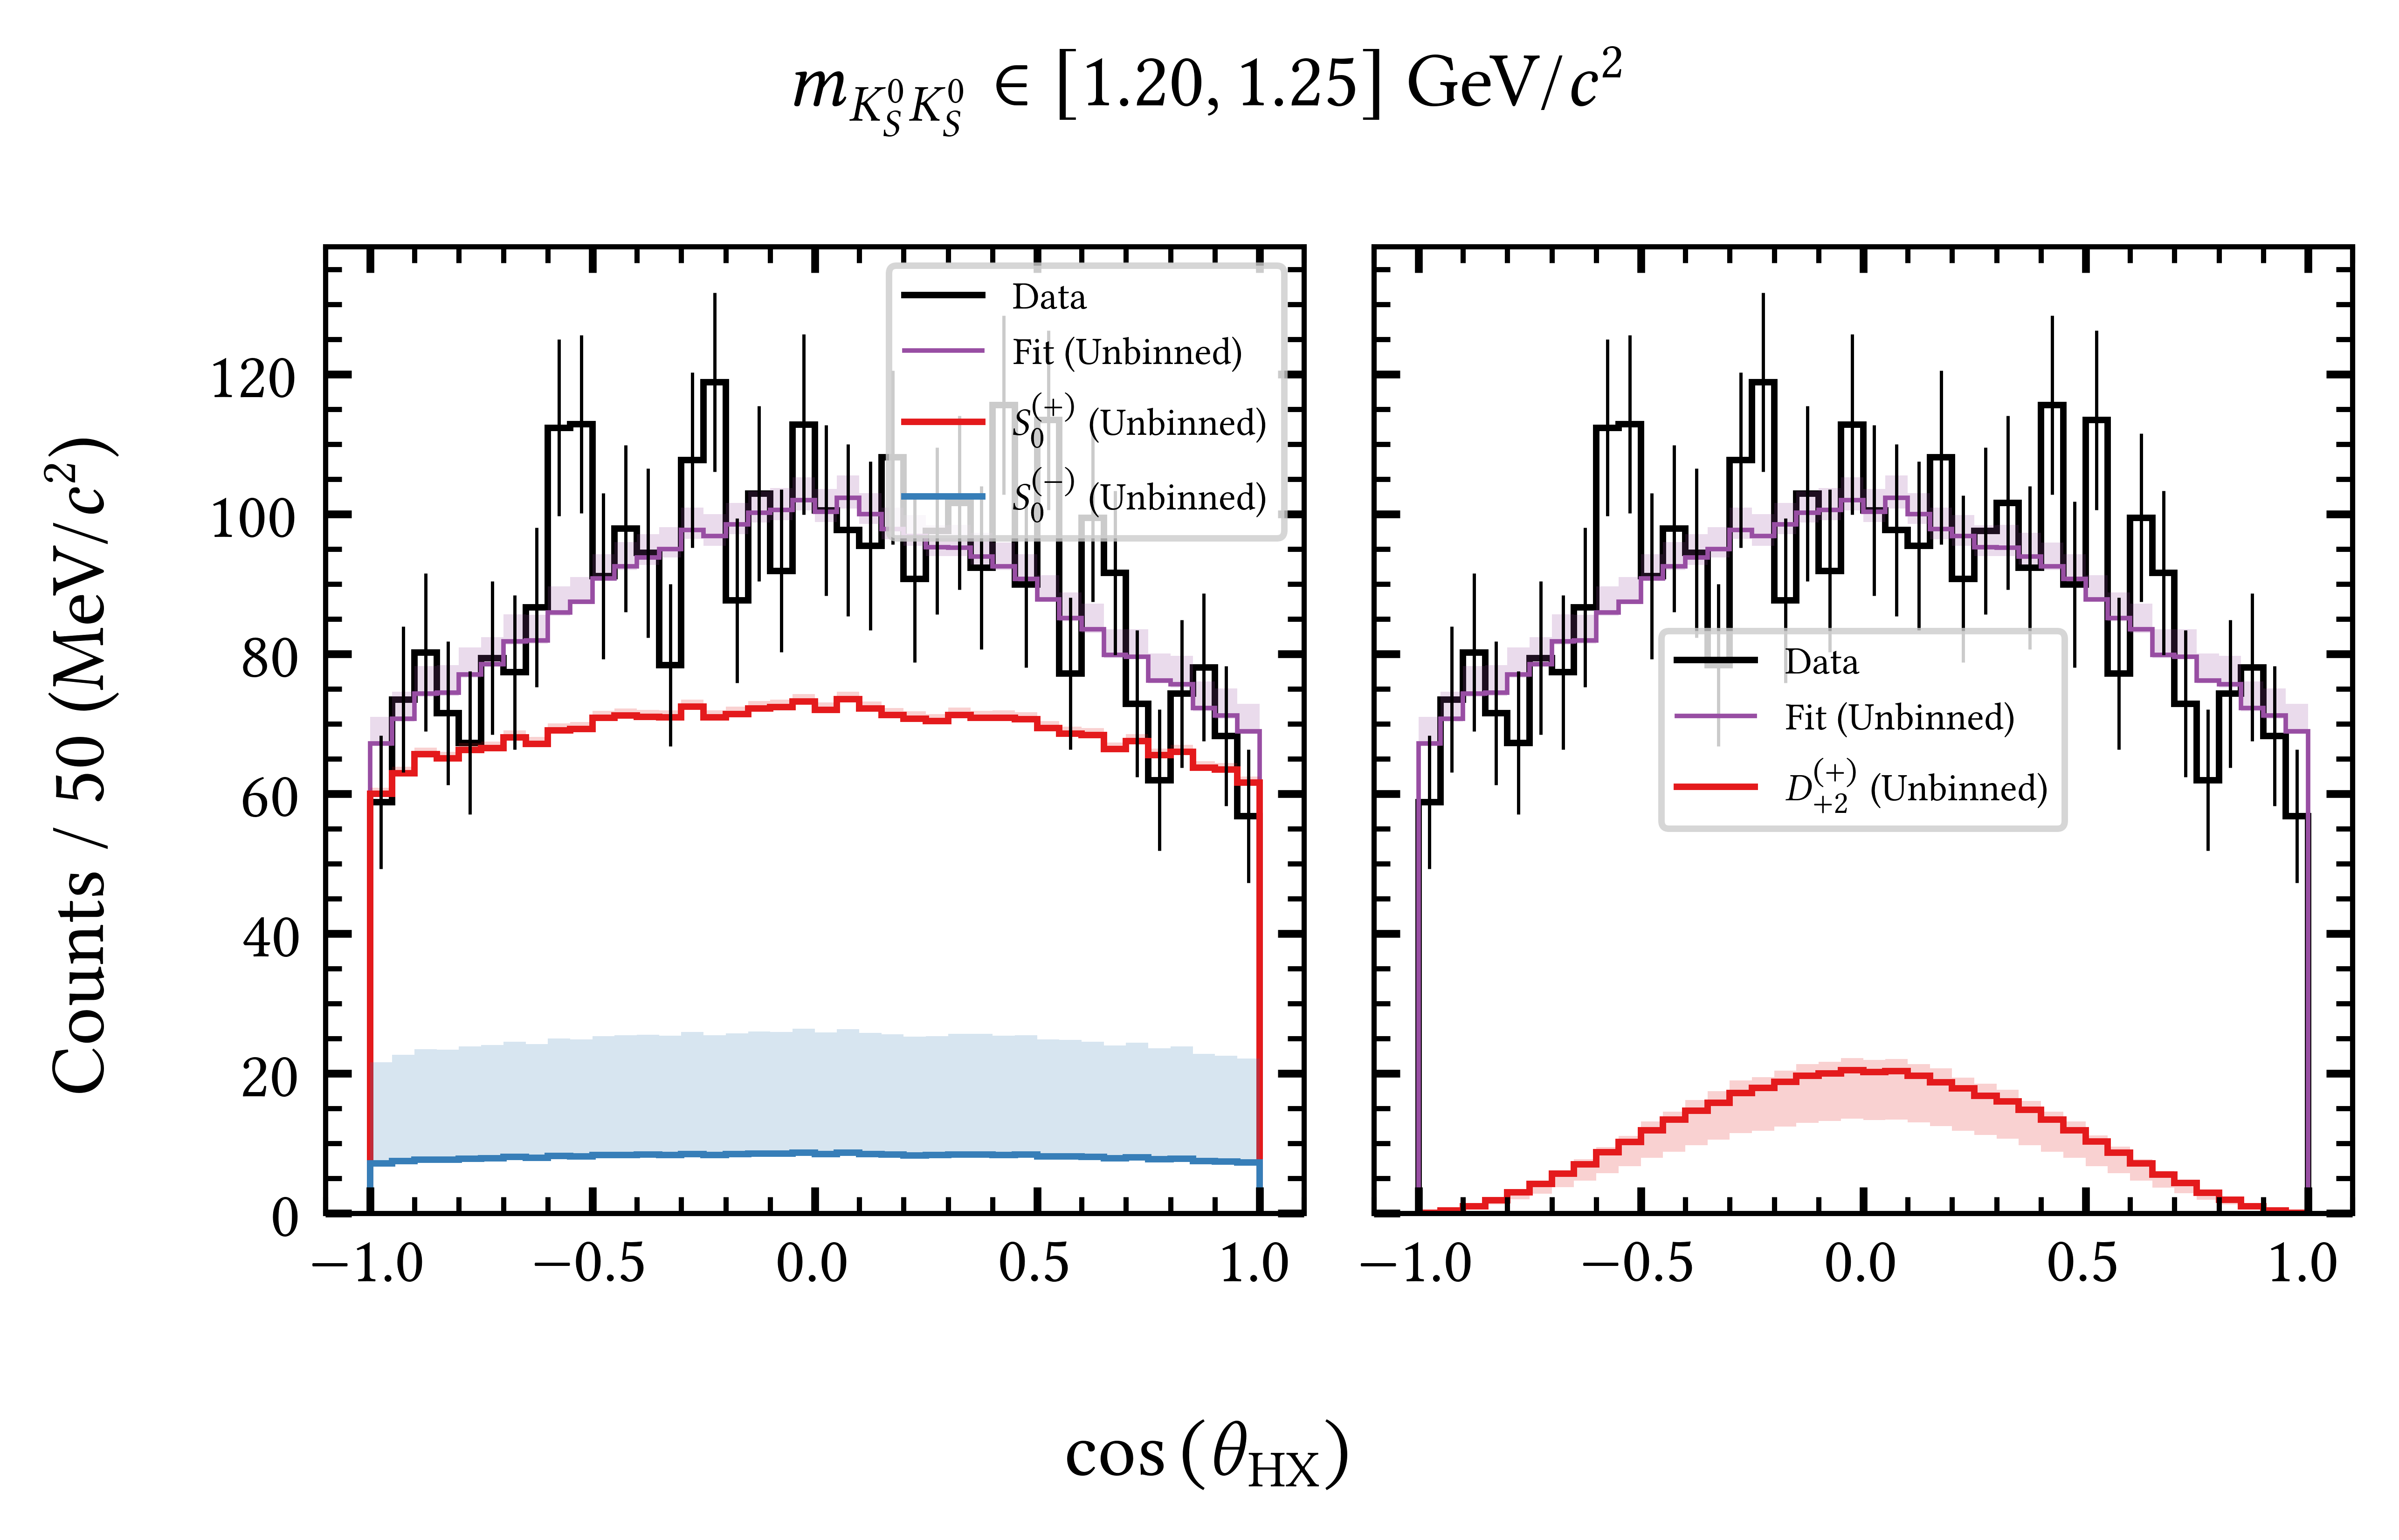 m_{K_S^0 K_S^0} ∈ [1.20, 1.25] GeV/c²
Counts / 50 (MeV/c²)
120
100
80
60
40
20
0
Data
Fit (Unbinned)
S_0^{(+)} (Unbinned)
S_0^{(−)} (Unbinned)
−1.0 −0.5 0.0 0.5 1.0
Data
Fit (Unbinned)
D_{+2}^{(+)} (Unbinned)
−1.0 −0.5 0.0 0.5 1.0
cos (θ_{HX})